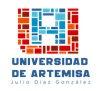 UNIVERSIDAD
DE ARTEMISA
Julio Díaz González